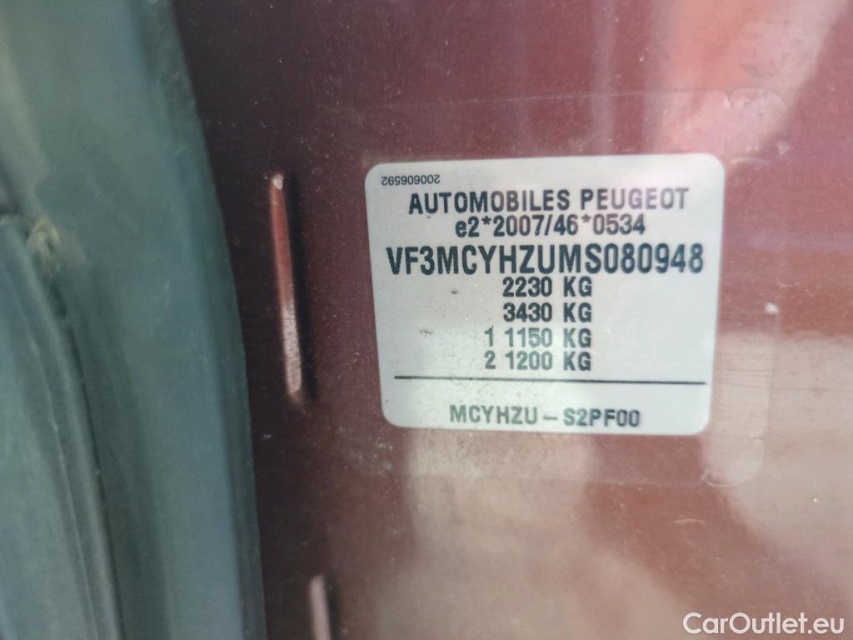 200606592
AUTOMOBILES PEUGEOT
e2*2007/46*0534
VF3MCYHZUMS080948
2230 KG
3430 KG
1 1150 KG
2 1200 KG
MCYHZU - S2PF00
CarOutlet.eu